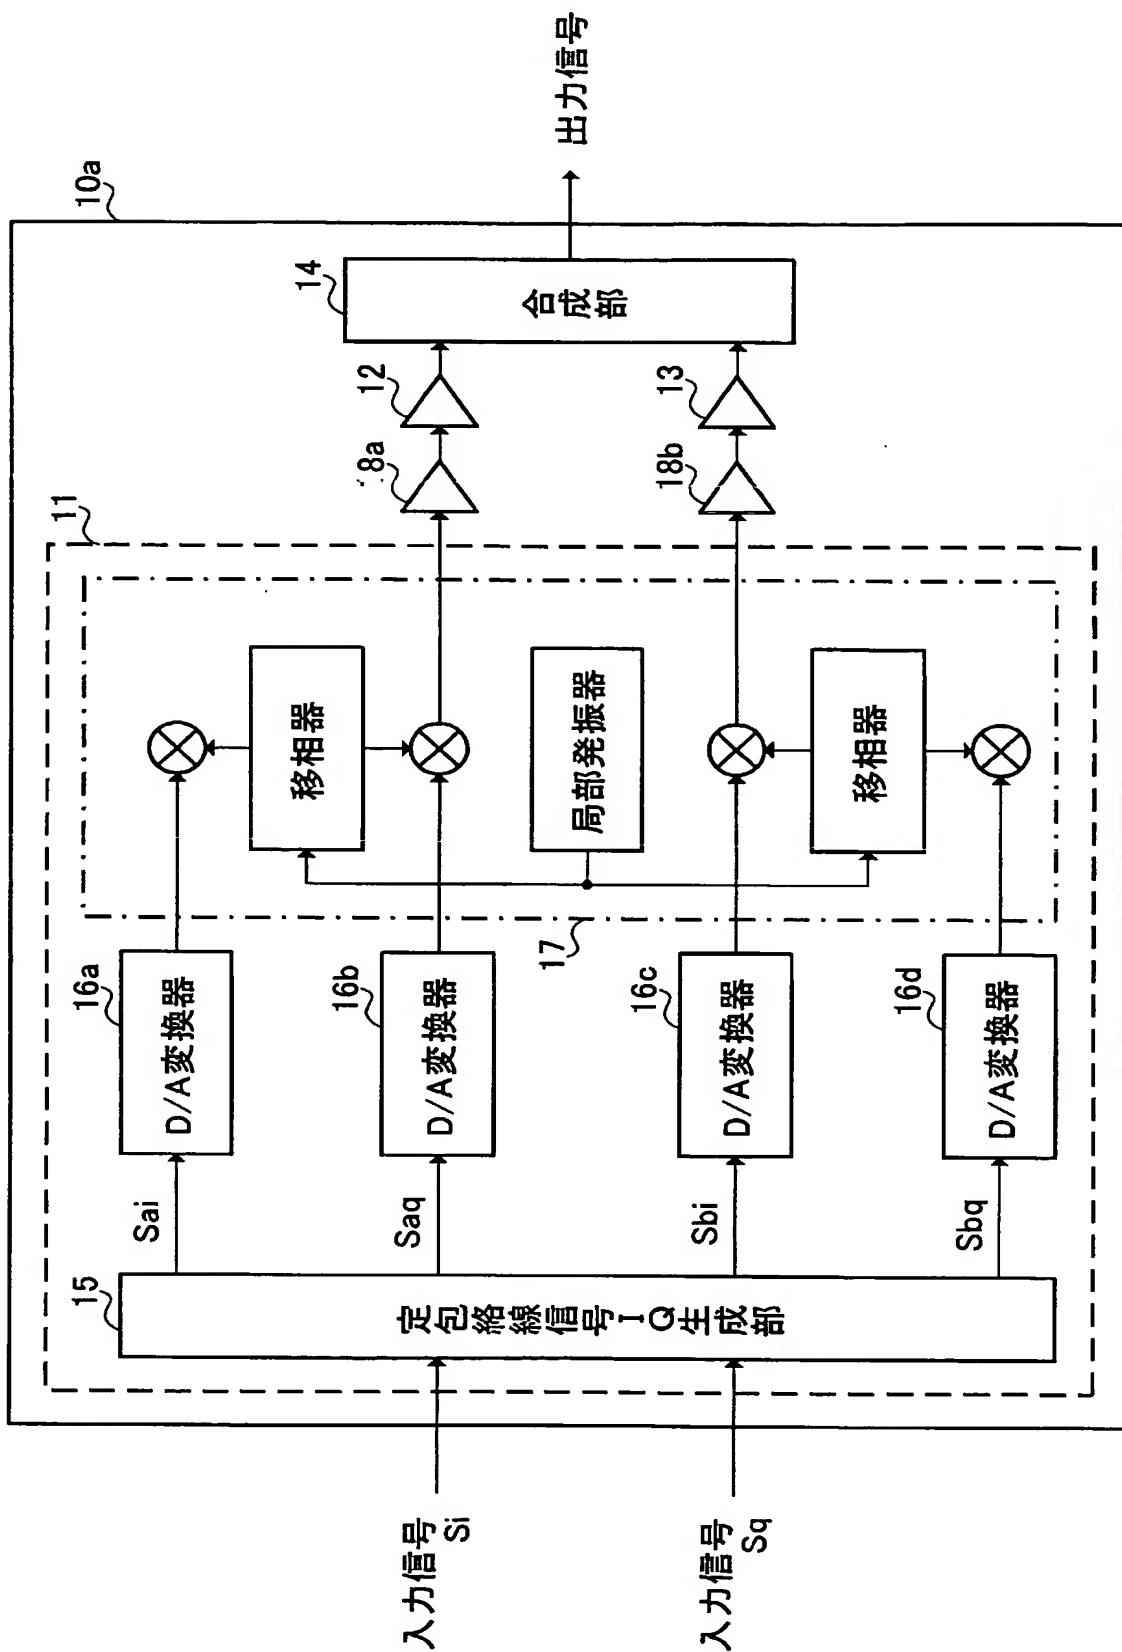 10a
11
15
定包絡線信号IQ生成部
入力信号
Si
入力信号
Sq
Sai
Saq
Sbi
Sbq
16a
D/A変換器
16b
D/A変換器
16c
D/A変換器
16d
D/A変換器
17
移相器
局部発振器
移相器
8a
12
18b
13
14
合成部
出力信号